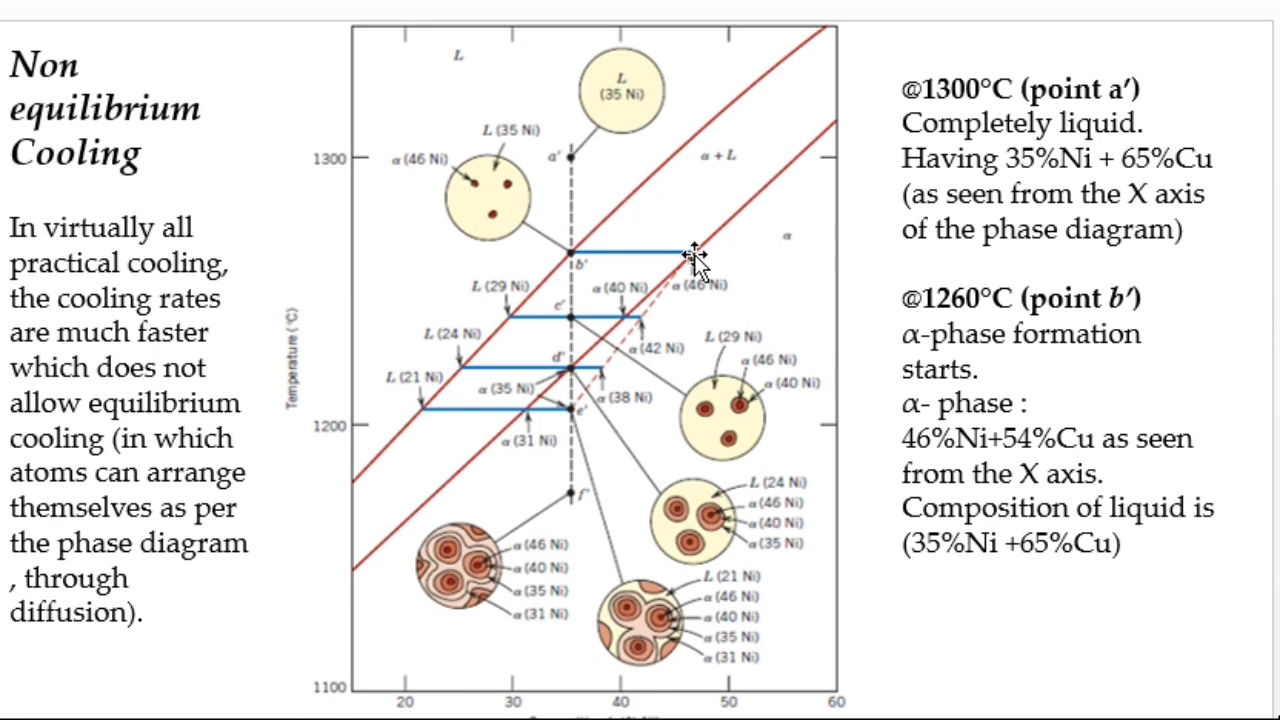 Non
equilibrium
Cooling
In virtually all
practical cooling,
the cooling rates
are much faster
which does not
allow equilibrium
cooling (in which
atoms can arrange
themselves as per
the phase diagram
, through
diffusion).
L
L
(35 Ni)
L (35 Ni)
α (46 Ni)
1300
a′
α + L
α
b′
L (29 Ni)
c′
α (40 Ni)
α (46 Ni)
L (24 Ni)
α (42 Ni)
d′
L (21 Ni)
α (35 Ni)
α (38 Ni)
e′
Temperature (°C)
1200
α (31 Ni)
L (29 Ni)
α (46 Ni)
α (40 Ni)
f′
L (24 Ni)
α (46 Ni)
α (40 Ni)
α (35 Ni)
α (46 Ni)
α (40 Ni)
α (35 Ni)
α (31 Ni)
L (21 Ni)
α (46 Ni)
α (40 Ni)
α (35 Ni)
α (31 Ni)
1100
20 30 40 50 60
@1300°C (point a′)
Completely liquid.
Having 35%Ni + 65%Cu
(as seen from the X axis
of the phase diagram)
@1260°C (point b′)
α-phase formation
starts.
α- phase :
46%Ni+54%Cu as seen
from the X axis.
Composition of liquid is
(35%Ni +65%Cu)